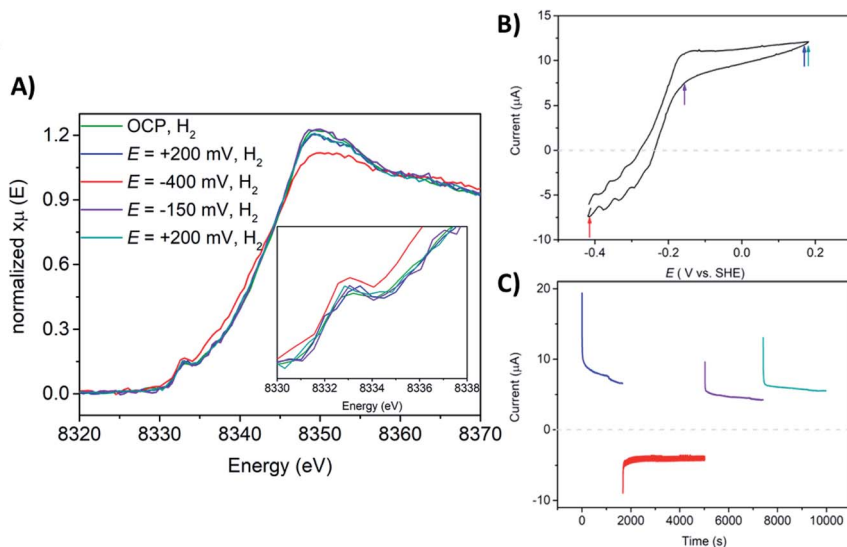 A)
1.2
0.9
0.6
0.3
0.0
normalized xμ (E)
OCP, H2
E = +200 mV, H2
E = -400 mV, H2
E = -150 mV, H2
E = +200 mV, H2
8330 8332 8334 8336 8338
Energy (eV)
8320 8330 8340 8350 8360 8370
Energy (eV)
B)
15
10
5
0
-5
-10
Current (μA)
-0.4 -0.2 0.0 0.2
E ( V vs. SHE)
C)
20
10
0
-10
Current (μA)
0 2000 4000 6000 8000 10000
Time (s)